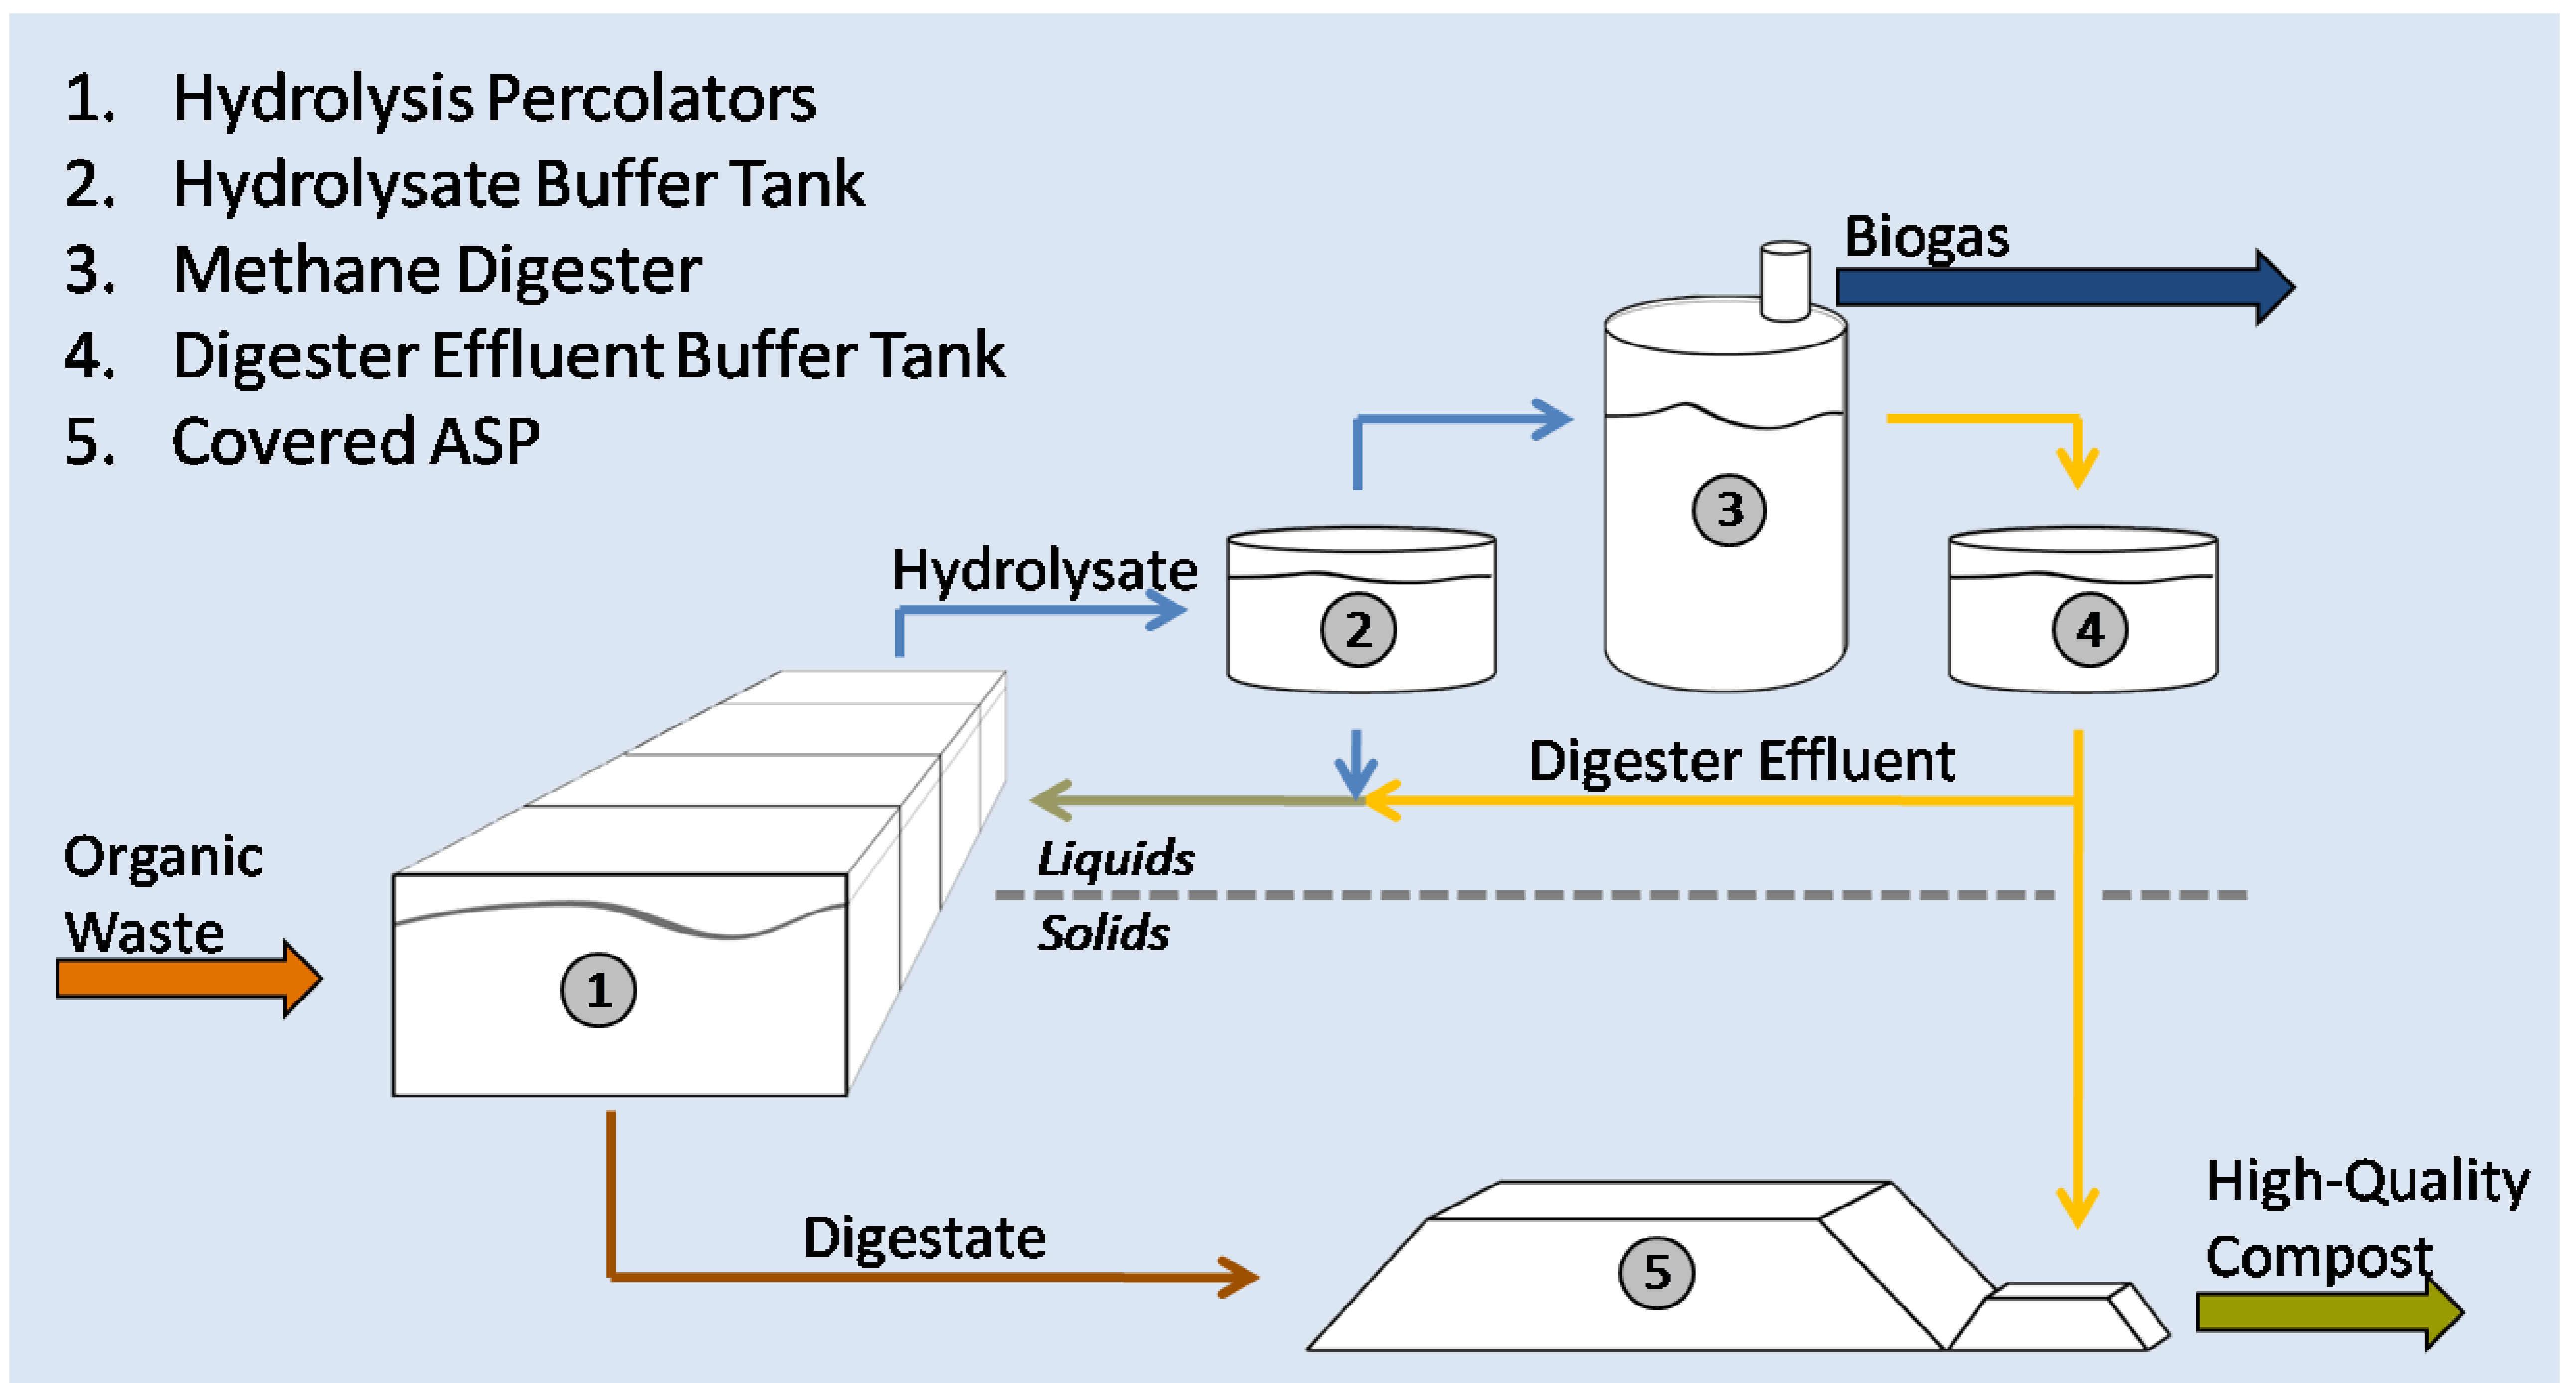 1. Hydrolysis Percolators
2. Hydrolysate Buffer Tank
3. Methane Digester
4. Digester Effluent Buffer Tank
5. Covered ASP
Biogas
3
Hydrolysate
2
4
Digester Effluent
Organic
Waste
Liquids
Solids
1
Digestate
5
High-Quality
Compost